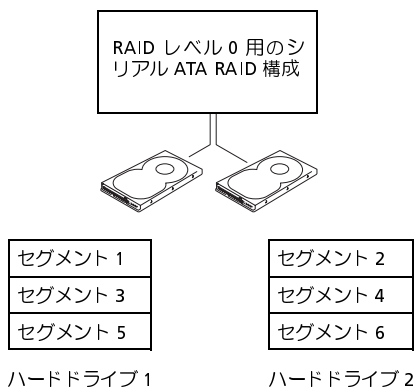 RAID レベル 0 用のシ
リアル ATA RAID 構成
セグメント 1
セグメント 3
セグメント 5
ハードドライブ 1
セグメント 2
セグメント 4
セグメント 6
ハードドライブ 2